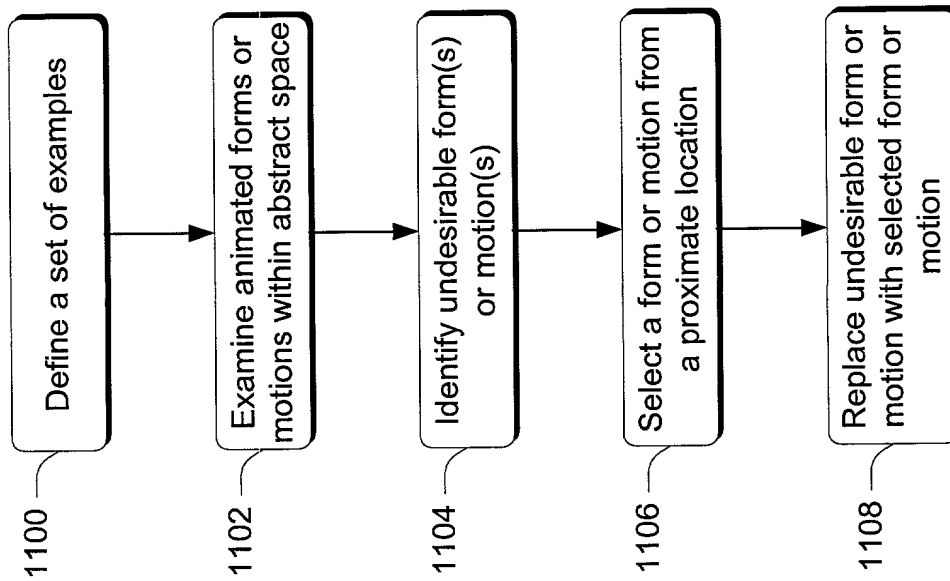 1100
Define a set of examples
1102
Examine animated forms or
motions within abstract space
1104
Identify undesirable form(s)
or motion(s)
1106
Select a form or motion from
a proximate location
1108
Replace undesirable form or
motion with selected form or
motion